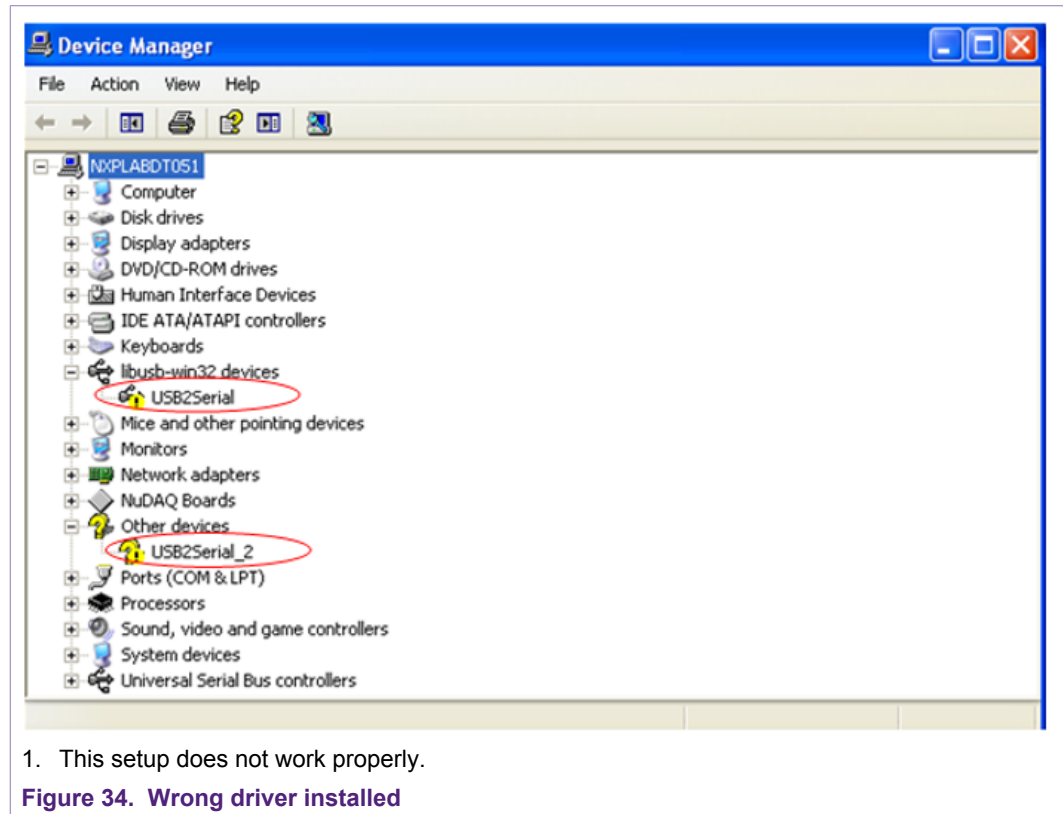 Device Manager
File Action View Help
NXPLABDT051
Computer
Disk drives
Display adapters
DVD/CD-ROM drives
Human Interface Devices
IDE ATA/ATAPI controllers
Keyboards
libusb-win32 devices
USB2Serial
Mice and other pointing devices
Monitors
Network adapters
NuDAQ Boards
Other devices
USB2Serial_2
Ports (COM & LPT)
Processors
Sound, video and game controllers
System devices
Universal Serial Bus controllers
1. This setup does not work properly.
Figure 34. Wrong driver installed